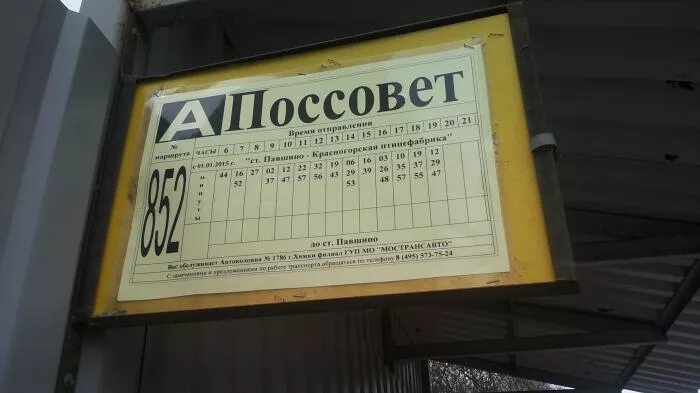 А Поссовет
№ маршрута
Время отправления
ЧАСЫ 6 7 8 9 10 11 12 13 14 15 16 17 18 19 20 21
с 01.01.2015 г. "ст. Павшино - Красногорская птицефабрика"
852
минуты
44 16 27 02 12 22 32 19 06 16 03 10 19 12
52 37 47 57 56 43 29 39 26 35 37 29
53 48 57 55 47
до ст. Павшино
Вас обслуживает Автоколонна № 1786 г.Химки филиал ГУП МО "МОСТРАНСАВТО"
С замечаниями и предложениями по работе транспорта обращаться по телефону 8 (495) 573-75-24